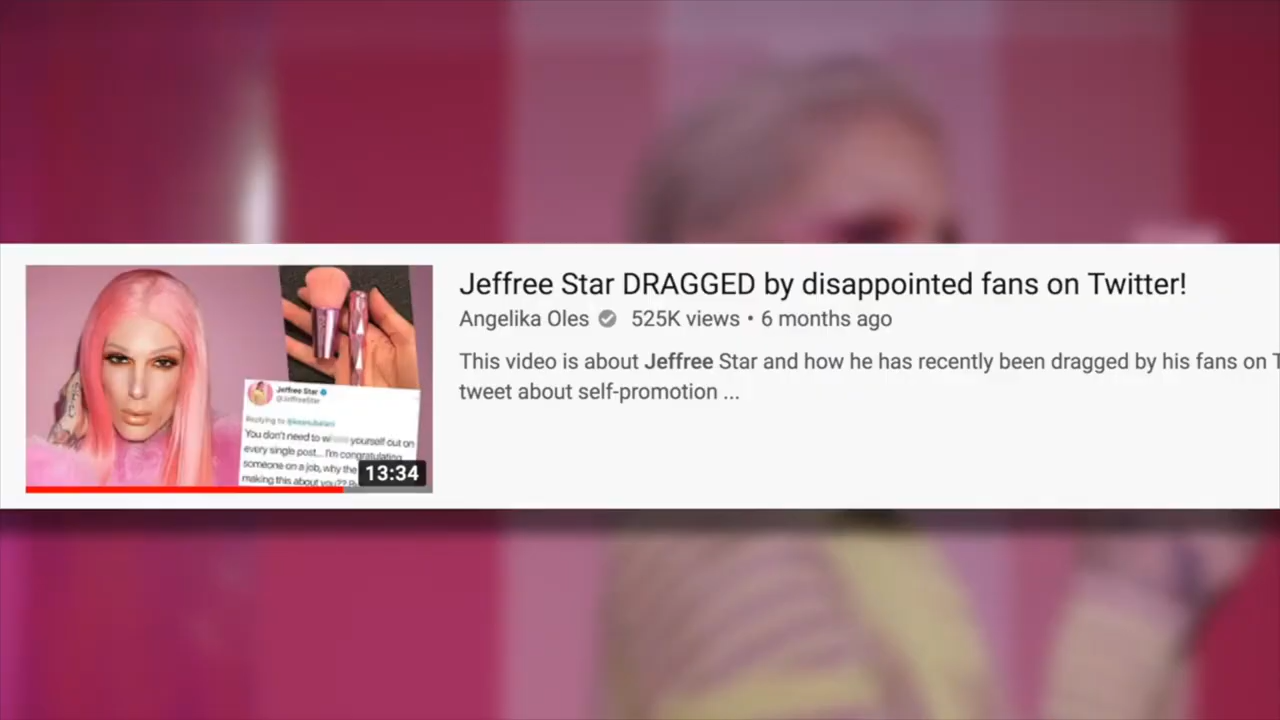 Jeffree Star DRAGGED by disappointed fans on Twitter!
Angelika Oles 525K views • 6 months ago
This video is about Jeffree Star and how he has recently been dragged by his fans on T
tweet about self-promotion ...
Jeffree Star
@JeffreeStar
Replying to
You don't need to w yourself out on
every single post... I'm congratulating
someone on a job, why the
making this about you??
13:34